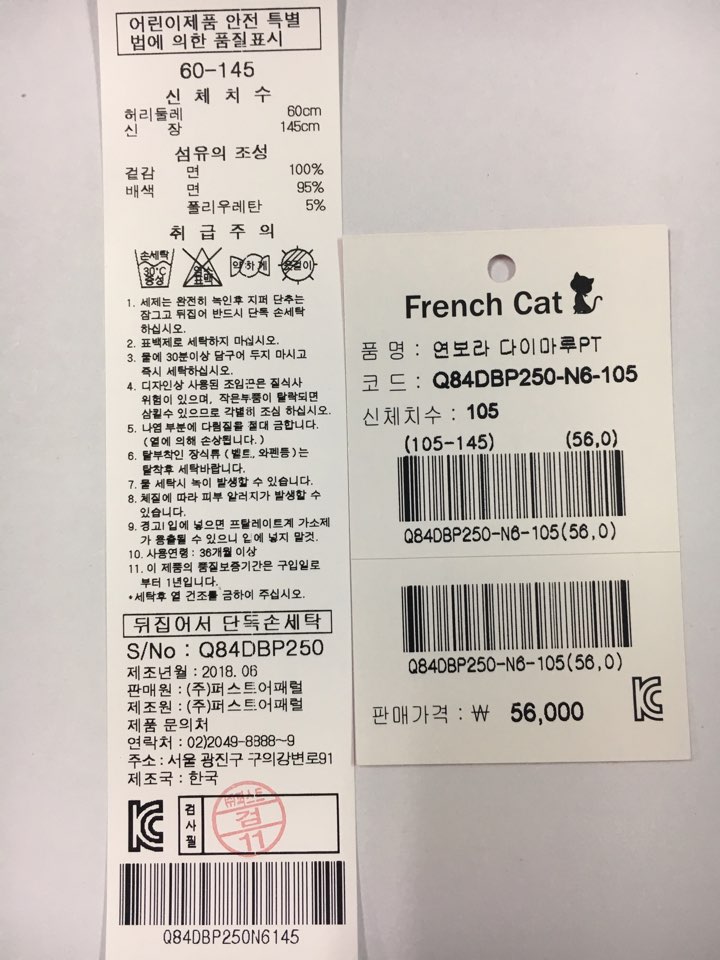 어린이제품 안전 특별
법에 의한 품질표시
60-145
신 체 치 수
허리둘레 60cm
신 장 145cm
섬유의 조성
겉감 면 100%
배색 면 95%
폴리우레탄 5%
취 급 주 의
손세탁
30°C
중성
염소
표백
약하게
옷걸이
1. 세제는 완전히 녹인후 지퍼 단추는
잠그고 뒤집어 반드시 단독 손세탁
하십시오.
2. 표백제로 세탁하지 마십시오.
3. 물에 30분이상 담구어 두지 마시고
즉시 세탁하십시오.
4. 디자인상 사용된 조임끈은 질식사
위험이 있으며, 작은부품이 탈락되면
삼킬수 있으므로 각별히 조심 하십시오.
5. 나염 부분에 다림질을 절대 금합니다.
(열에 의해 손상됩니다.)
6. 탈부착인 장식류 (벨트, 와펜등)는
탈착후 세탁바랍니다.
7. 물 세탁시 녹이 발생할 수 있습니다.
8. 체질에 따라 피부 알러지가 발생할 수
있습니다.
9. 경고! 입에 넣으면 프탈레이트계 가소제
가 용출될 수 있으니 입에 넣지 말것.
10. 사용연령 : 36개월 이상
11. 이 제품의 품질보증기간은 구입일로
부터 1년입니다.
*세탁후 열 건조를 금하여 주십시오.
뒤집어서 단독손세탁
S/No : Q84DBP250
제조년월 : 2018. 06
판매원 : (주)퍼스트어패럴
제조원 : (주)퍼스트어패럴
제품 문의처
연락처 : 02)2049-8888~9
주소 : 서울 광진구 구의강변로91
제조국 : 한국
KC
검사필
검
11
Q84DBP250N6145
French Cat
품 명 : 연보라 다이마루PT
코 드 : Q84DBP250-N6-105
신체치수 : 105
(105-145) (56,0)
Q84DBP250-N6-105(56,0)
Q84DBP250-N6-105(56,0)
판매가격 : ₩ 56,000
KC